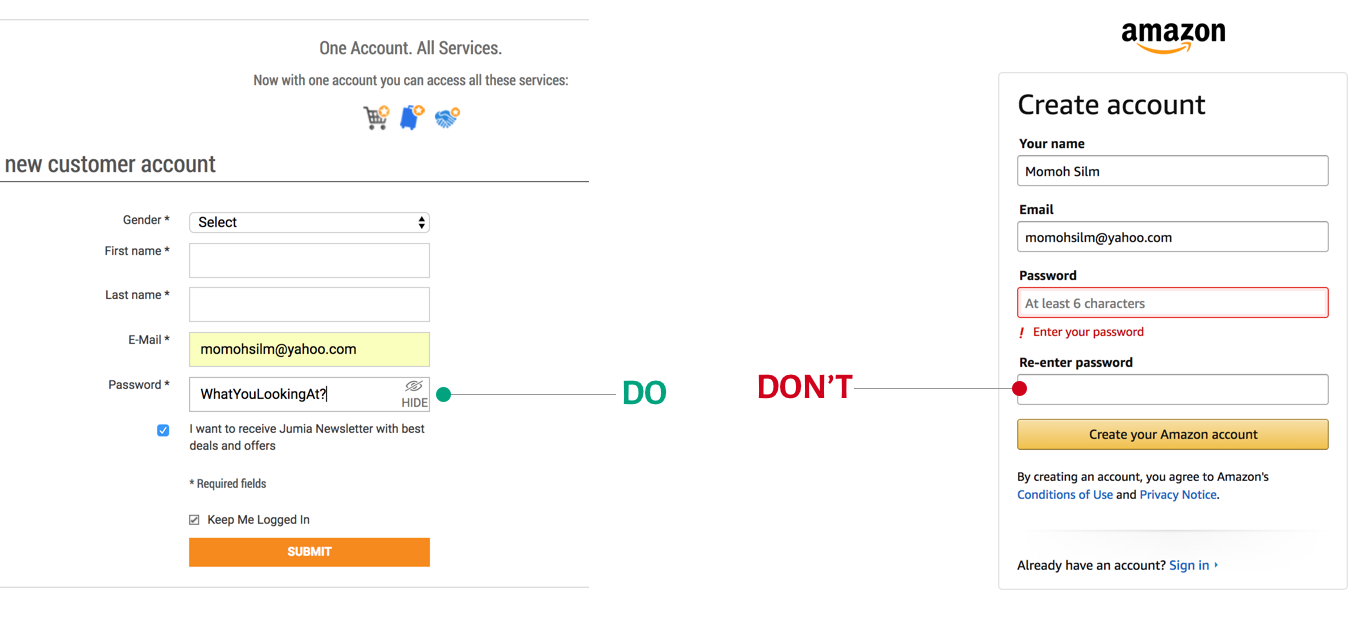 One Account. All Services.
Now with one account you can access all these services:
new customer account
Gender *
Select
First name *
Last name *
E-Mail *
momohsilm@yahoo.com
Password *
WhatYouLookingAt?
HIDE
I want to receive Jumia Newsletter with best
deals and offers
* Required fields
Keep Me Logged In
SUBMIT
DO
DON'T
amazon
Create account
Your name
Momoh Silm
Email
momohsilm@yahoo.com
Password
At least 6 characters
! Enter your password
Re-enter password
Create your Amazon account
By creating an account, you agree to Amazon's
Conditions of Use and Privacy Notice.
Already have an account? Sign in